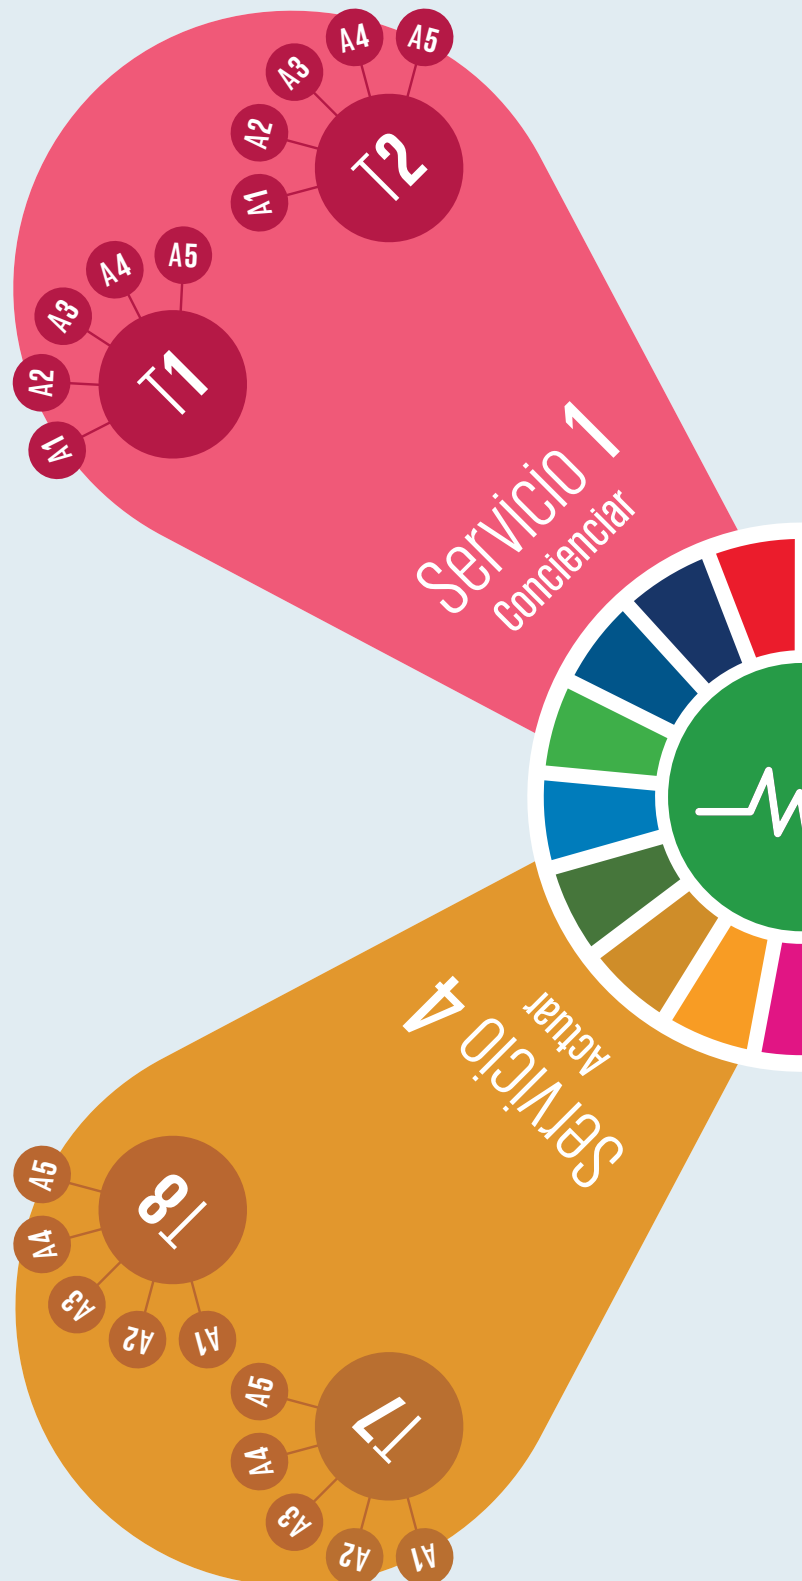 A1
A2
A3
A4
A5
T2
A1
A2
A3
A4
A5
T1
Servicio 1
Concienciar
Servicio 4
Actuar
A5
A4
A3
A2
A1
T8
A5
A4
A3
A2
A1
T7